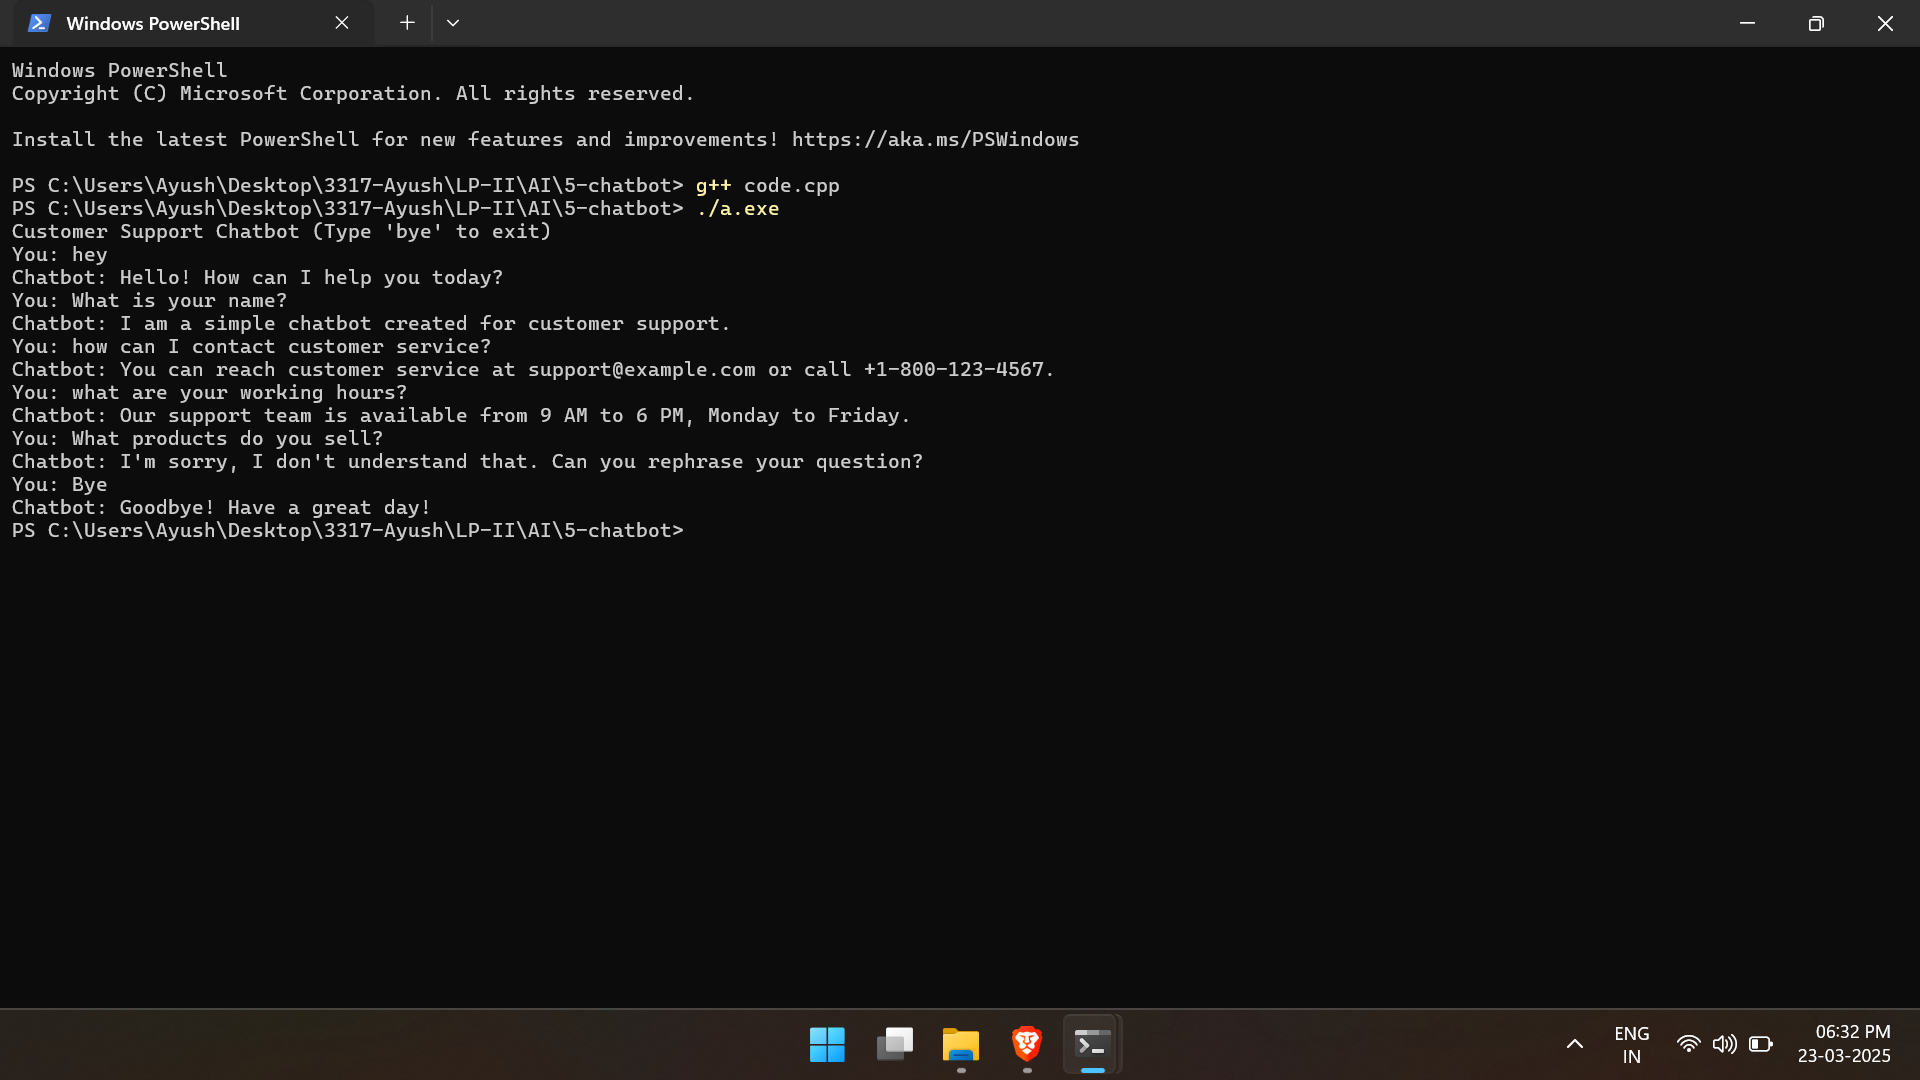 Windows PowerShell
Windows PowerShell
Copyright (C) Microsoft Corporation. All rights reserved.
Install the latest PowerShell for new features and improvements! https://aka.ms/PSWindows
PS C:\Users\Ayush\Desktop\3317-Ayush\LP-II\AI\5-chatbot> g++ code.cpp
PS C:\Users\Ayush\Desktop\3317-Ayush\LP-II\AI\5-chatbot> ./a.exe
Customer Support Chatbot (Type 'bye' to exit)
You: hey
Chatbot: Hello! How can I help you today?
You: What is your name?
Chatbot: I am a simple chatbot created for customer support.
You: how can I contact customer service?
Chatbot: You can reach customer service at support@example.com or call +1-800-123-4567.
You: what are your working hours?
Chatbot: Our support team is available from 9 AM to 6 PM, Monday to Friday.
You: What products do you sell?
Chatbot: I'm sorry, I don't understand that. Can you rephrase your question?
You: Bye
Chatbot: Goodbye! Have a great day!
PS C:\Users\Ayush\Desktop\3317-Ayush\LP-II\AI\5-chatbot>
ENG
IN
06:32 PM
23-03-2025